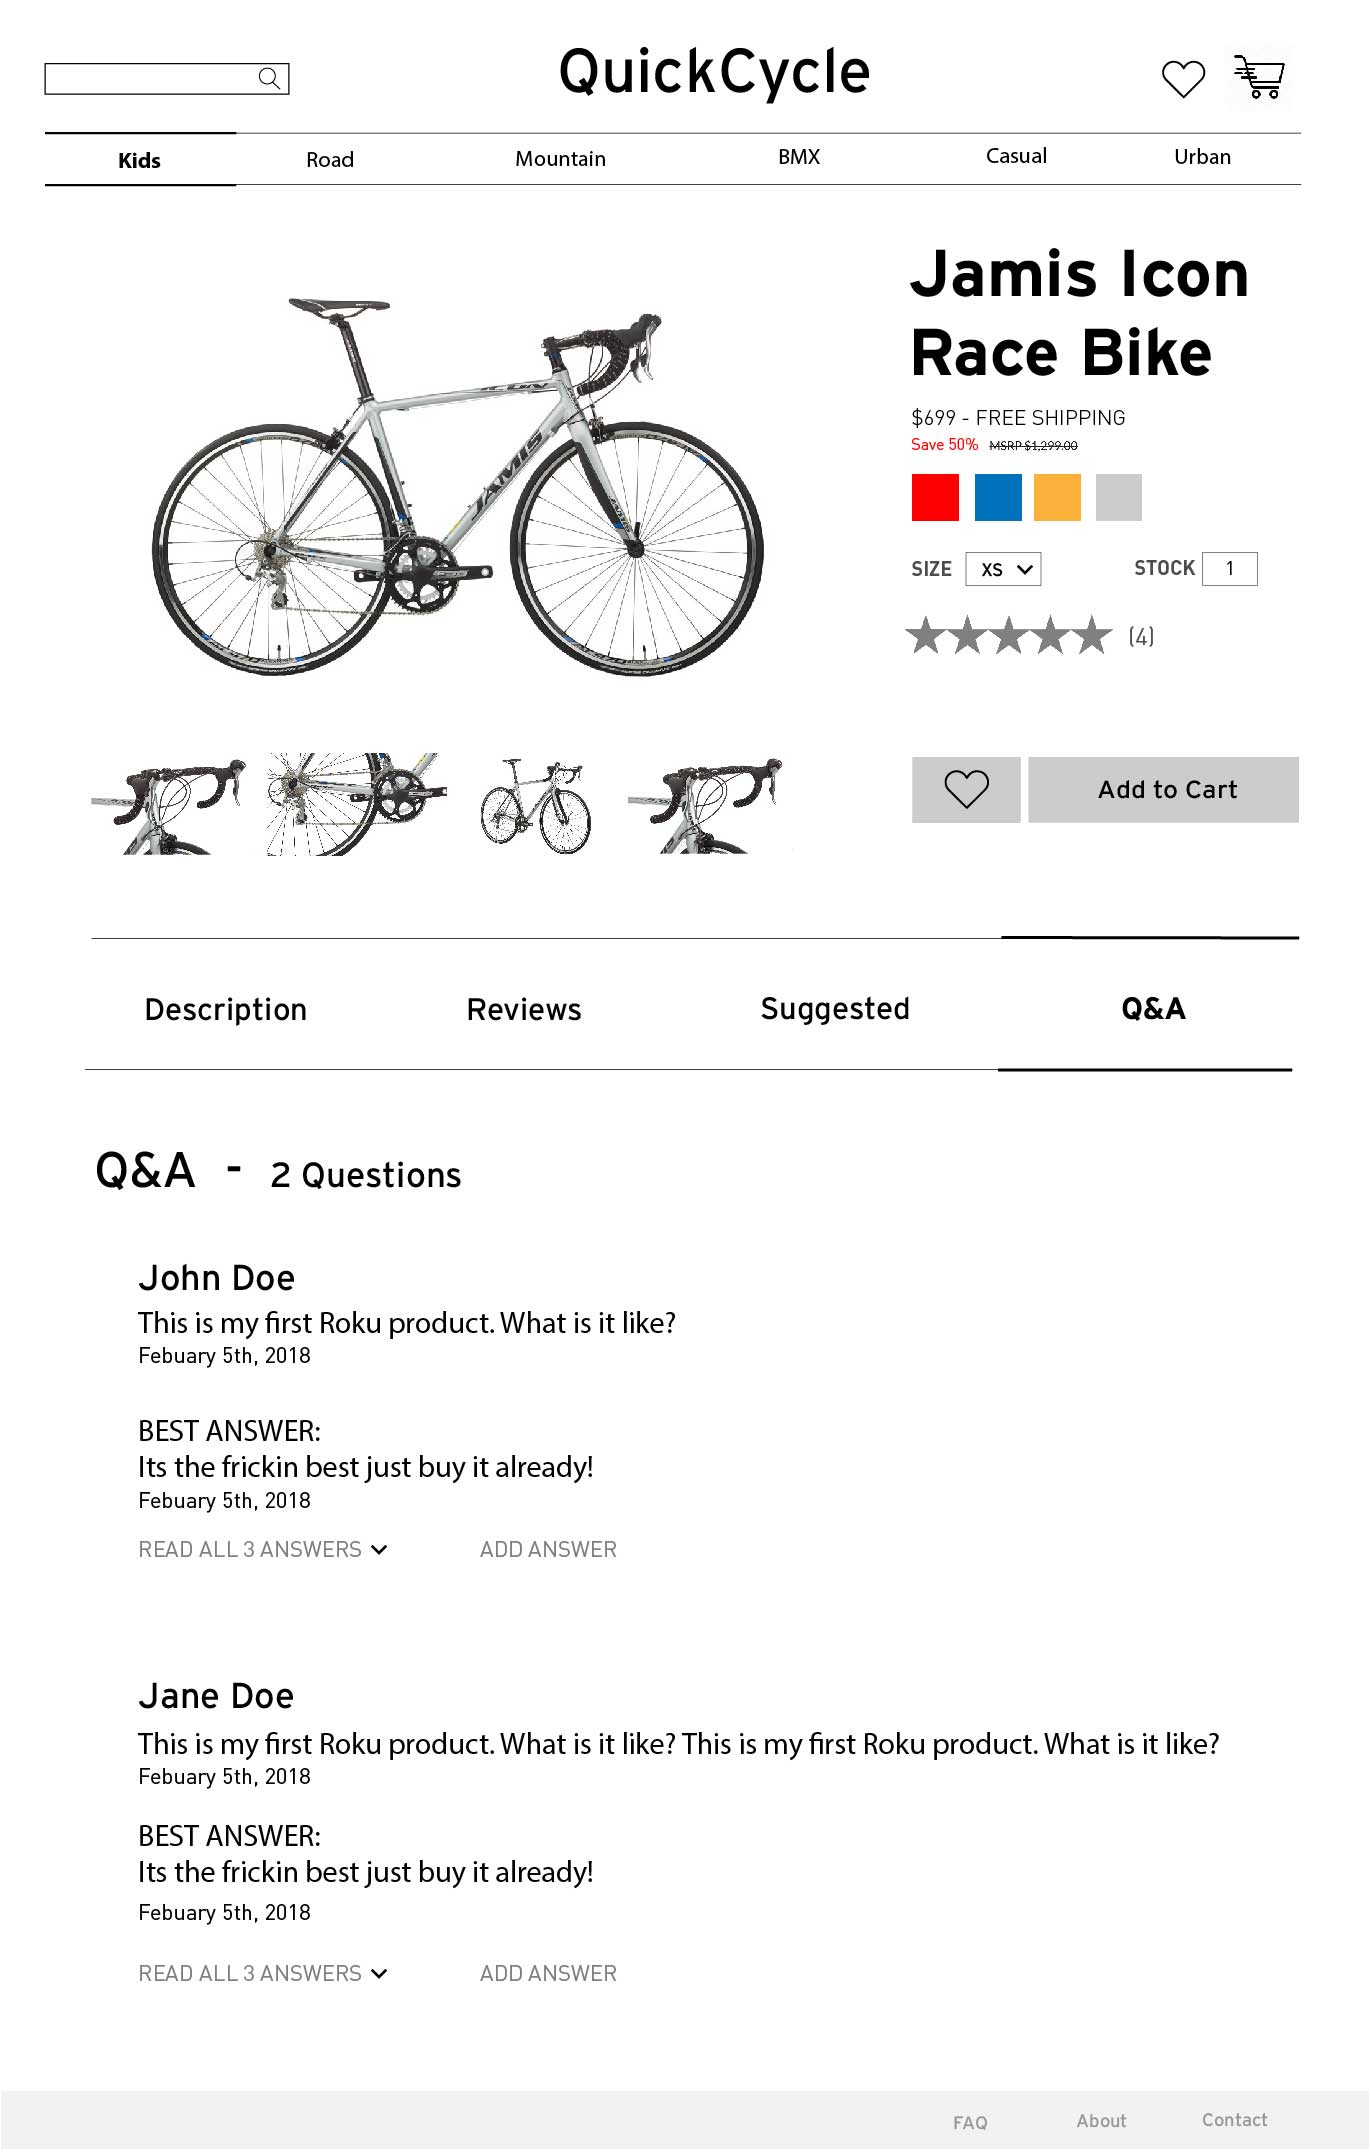 QuickCycle
Kids Road Mountain BMX Casual Urban
Jamis Icon
Race Bike
$699 - FREE SHIPPING
Save 50% MSRP $1,299.00
SIZE XS STOCK 1
(4)
ICON
JAMIS
Add to Cart
Description Reviews Suggested Q&A
Q&A - 2 Questions
John Doe
This is my first Roku product. What is it like?
Febuary 5th, 2018
BEST ANSWER:
Its the frickin best just buy it already!
Febuary 5th, 2018
READ ALL 3 ANSWERS ADD ANSWER
Jane Doe
This is my first Roku product. What is it like? This is my first Roku product. What is it like?
Febuary 5th, 2018
BEST ANSWER:
Its the frickin best just buy it already!
Febuary 5th, 2018
READ ALL 3 ANSWERS ADD ANSWER
FAQ About Contact